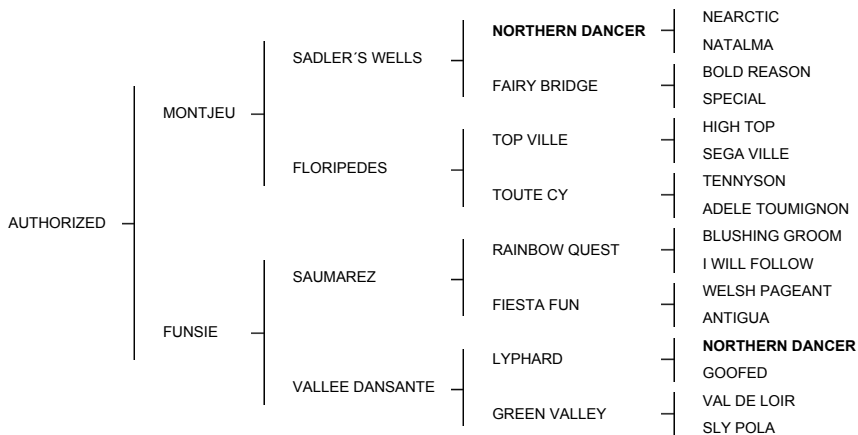 AUTHORIZED
MONTJEU
FUNSIE
SADLER´S WELLS
FLORIPEDES
SAUMAREZ
VALLEE DANSANTE
NORTHERN DANCER
FAIRY BRIDGE
TOP VILLE
TOUTE CY
RAINBOW QUEST
FIESTA FUN
LYPHARD
GREEN VALLEY
NEARCTIC
NATALMA
BOLD REASON
SPECIAL
HIGH TOP
SEGA VILLE
TENNYSON
ADELE TOUMIGNON
BLUSHING GROOM
I WILL FOLLOW
WELSH PAGEANT
ANTIGUA
NORTHERN DANCER
GOOFED
VAL DE LOIR
SLY POLA